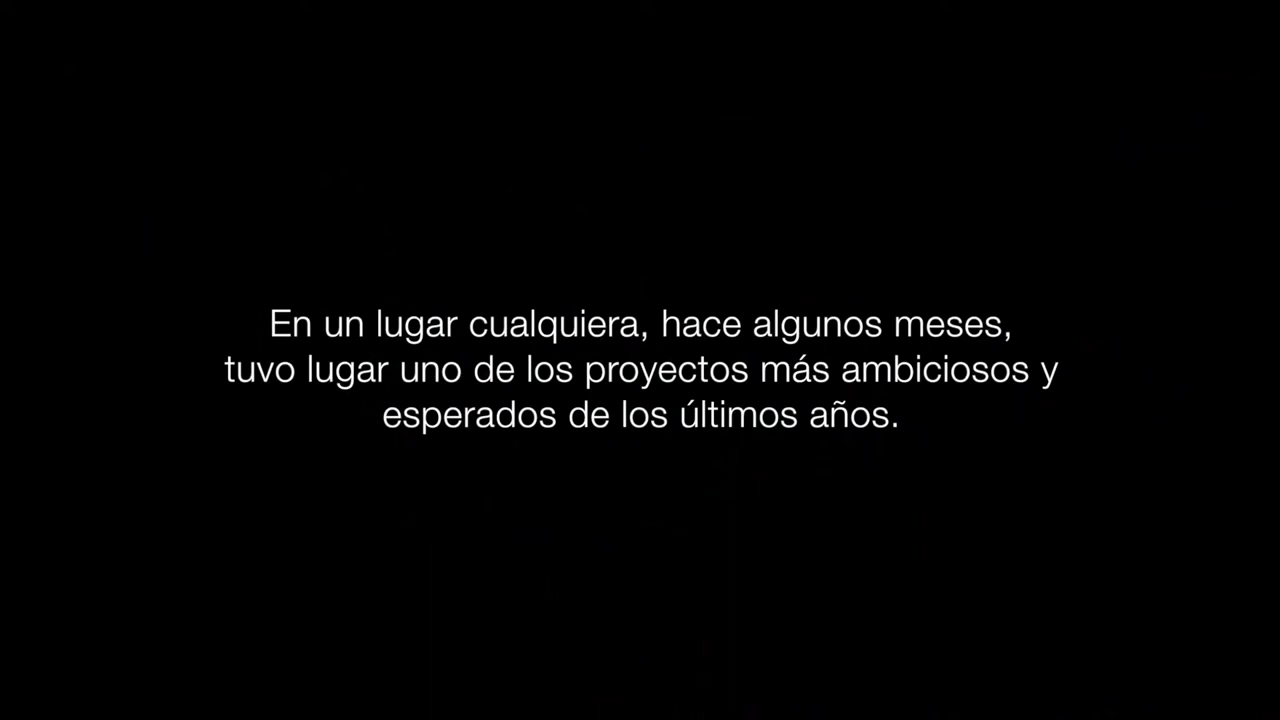 En un lugar cualquiera, hace algunos meses,
tuvo lugar uno de los proyectos más ambiciosos y
esperados de los últimos años.